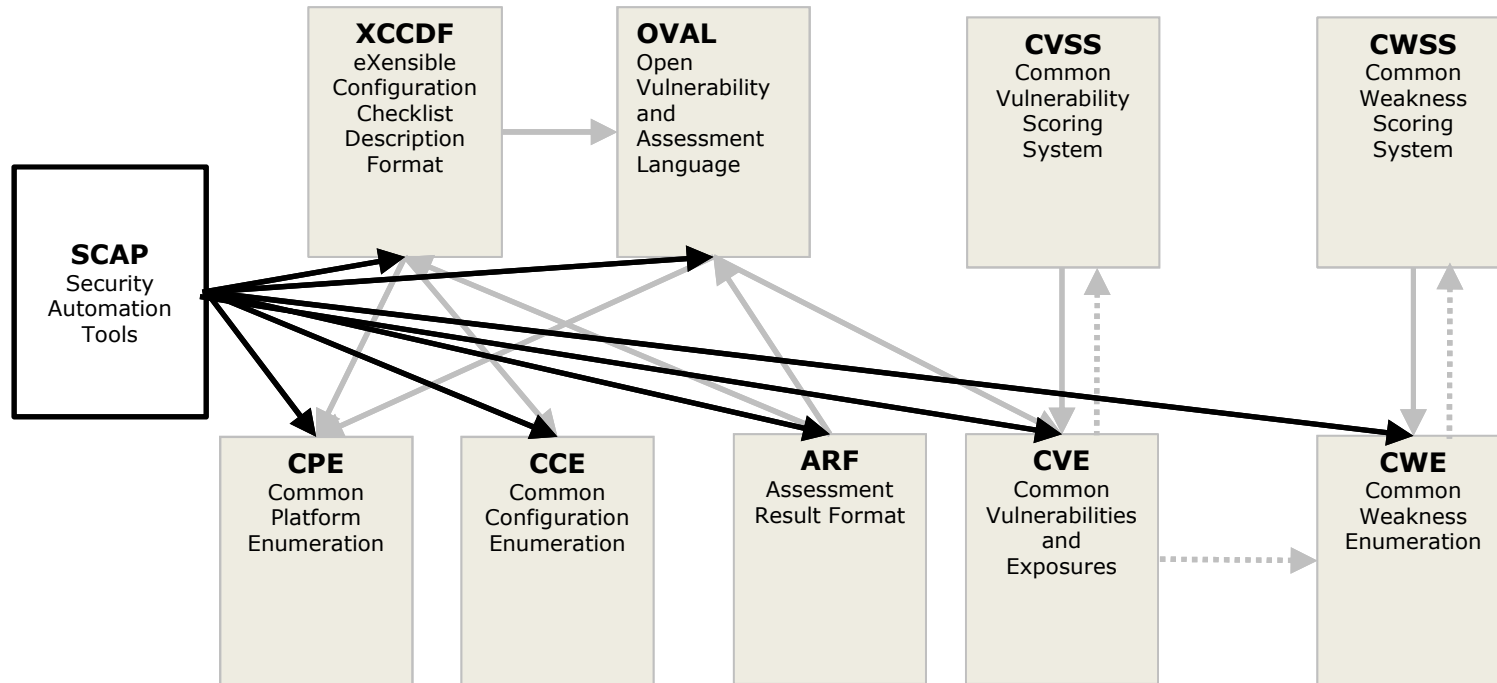 XCCDF
eXensible
Configuration
Checklist
Description
Format
OVAL
Open
Vulnerability
and
Assessment
Language
CVSS
Common
Vulnerability
Scoring
System
CWSS
Common
Weakness
Scoring
System
SCAP
Security
Automation
Tools
CPE
Common
Platform
Enumeration
CCE
Common
Configuration
Enumeration
ARF
Assessment
Result Format
CVE
Common
Vulnerabilities
and
Exposures
CWE
Common
Weakness
Enumeration